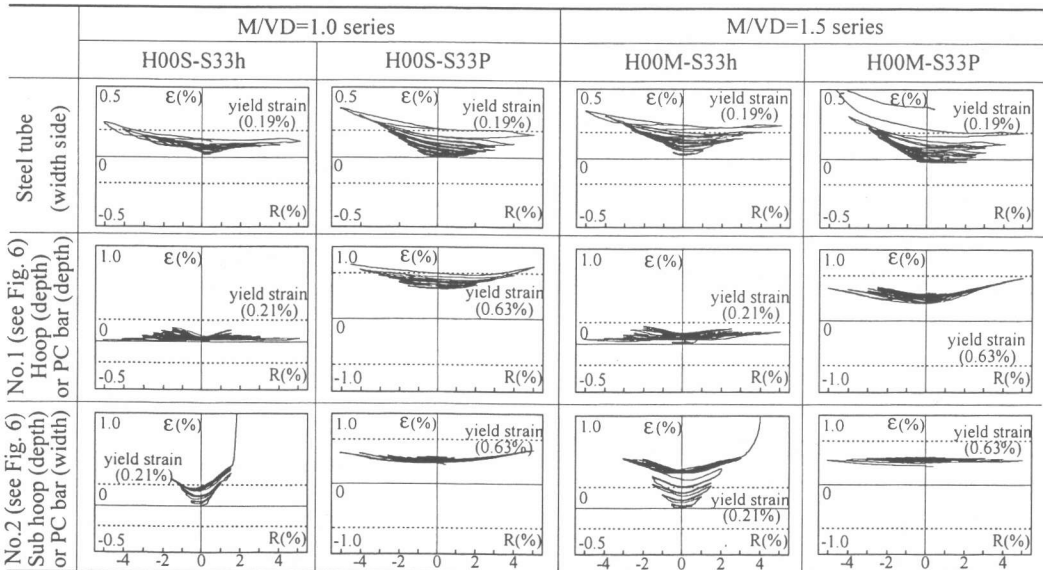 M/VD=1.0 series
M/VD=1.5 series
H00S-S33h
H00S-S33P
H00M-S33h
H00M-S33P
Steel tube
(width side)
0.5
ε(%)
yield strain
(0.19%)
0
-0.5
R(%)
0.5
ε(%)
yield strain
(0.19%)
0
-0.5
R(%)
0.5
ε(%)
yield strain
(0.19%)
0
-0.5
R(%)
0.5
ε(%)
yield strain
(0.19%)
0
-0.5
R(%)
No.1 (see Fig. 6)
Hoop (depth)
or PC bar (depth)
1.0
ε(%)
yield strain
(0.21%)
0
-0.5
R(%)
1.0
ε(%)
yield strain
(0.63%)
0
-1.0
R(%)
1.0
ε(%)
yield strain
(0.21%)
0
-0.5
R(%)
1.0
ε(%)
0
yield strain
(0.63%)
-1.0
R(%)
No.2 (see Fig. 6)
Sub hoop (depth)
or PC bar (width)
1.0
ε(%)
yield strain
(0.21%)
0
-0.5
R(%)
-4 -2 0 2 4
1.0
ε(%)
yield strain
(0.63%)
0
-1.0
R(%)
-4 -2 0 2 4
1.0
ε(%)
0
yield strain
(0.21%)
-0.5
R(%)
-4 -2 0 2 4
1.0
ε(%)
yield strain
(0.63%)
0
-1.0
R(%)
-4 -2 0 2 4